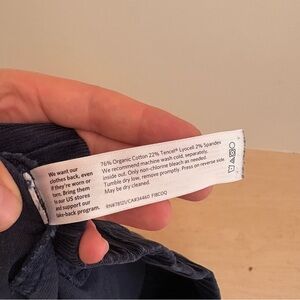 We want our
clothes back, even
if they're worn or
torn. Bring them
to our US stores
and support our
take-back program.
76% Organic Cotton 22% Tencel® Lyocell 2% Spandex
We recommend machine wash cold, separately,
inside out. Only non-chlorine bleach as needed.
Tumble dry low, remove promptly. Press on reverse side.
May be dry cleaned.